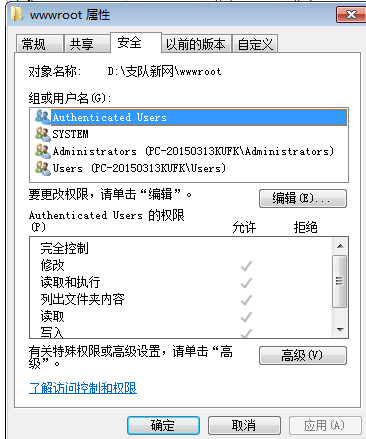 wwwroot 属性
常规 共享 安全 以前的版本 自定义
对象名称: D:\支队新网\wwwroot
组或用户名(G):
Authenticated Users
SYSTEM
Administrators (PC-20150313KUFK\Administrators)
Users (PC-20150313KUFK\Users)
要更改权限，请单击“编辑”。 编辑(E)...
Authenticated Users 的权限
(P) 允许 拒绝
完全控制
修改
读取和执行
列出文件夹内容
读取
写入
有关特殊权限或高级设置，请单击“高
级”。 高级(V)
了解访问控制和权限
确定 取消 应用(A)